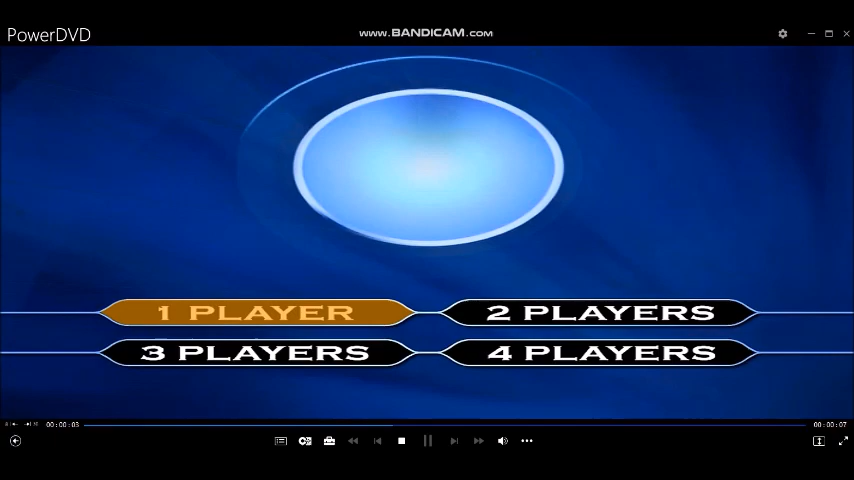 PowerDVD
www.BANDICAM.com
1 PLAYER
2 PLAYERS
3 PLAYERS
4 PLAYERS
00:00:03
00:00:07